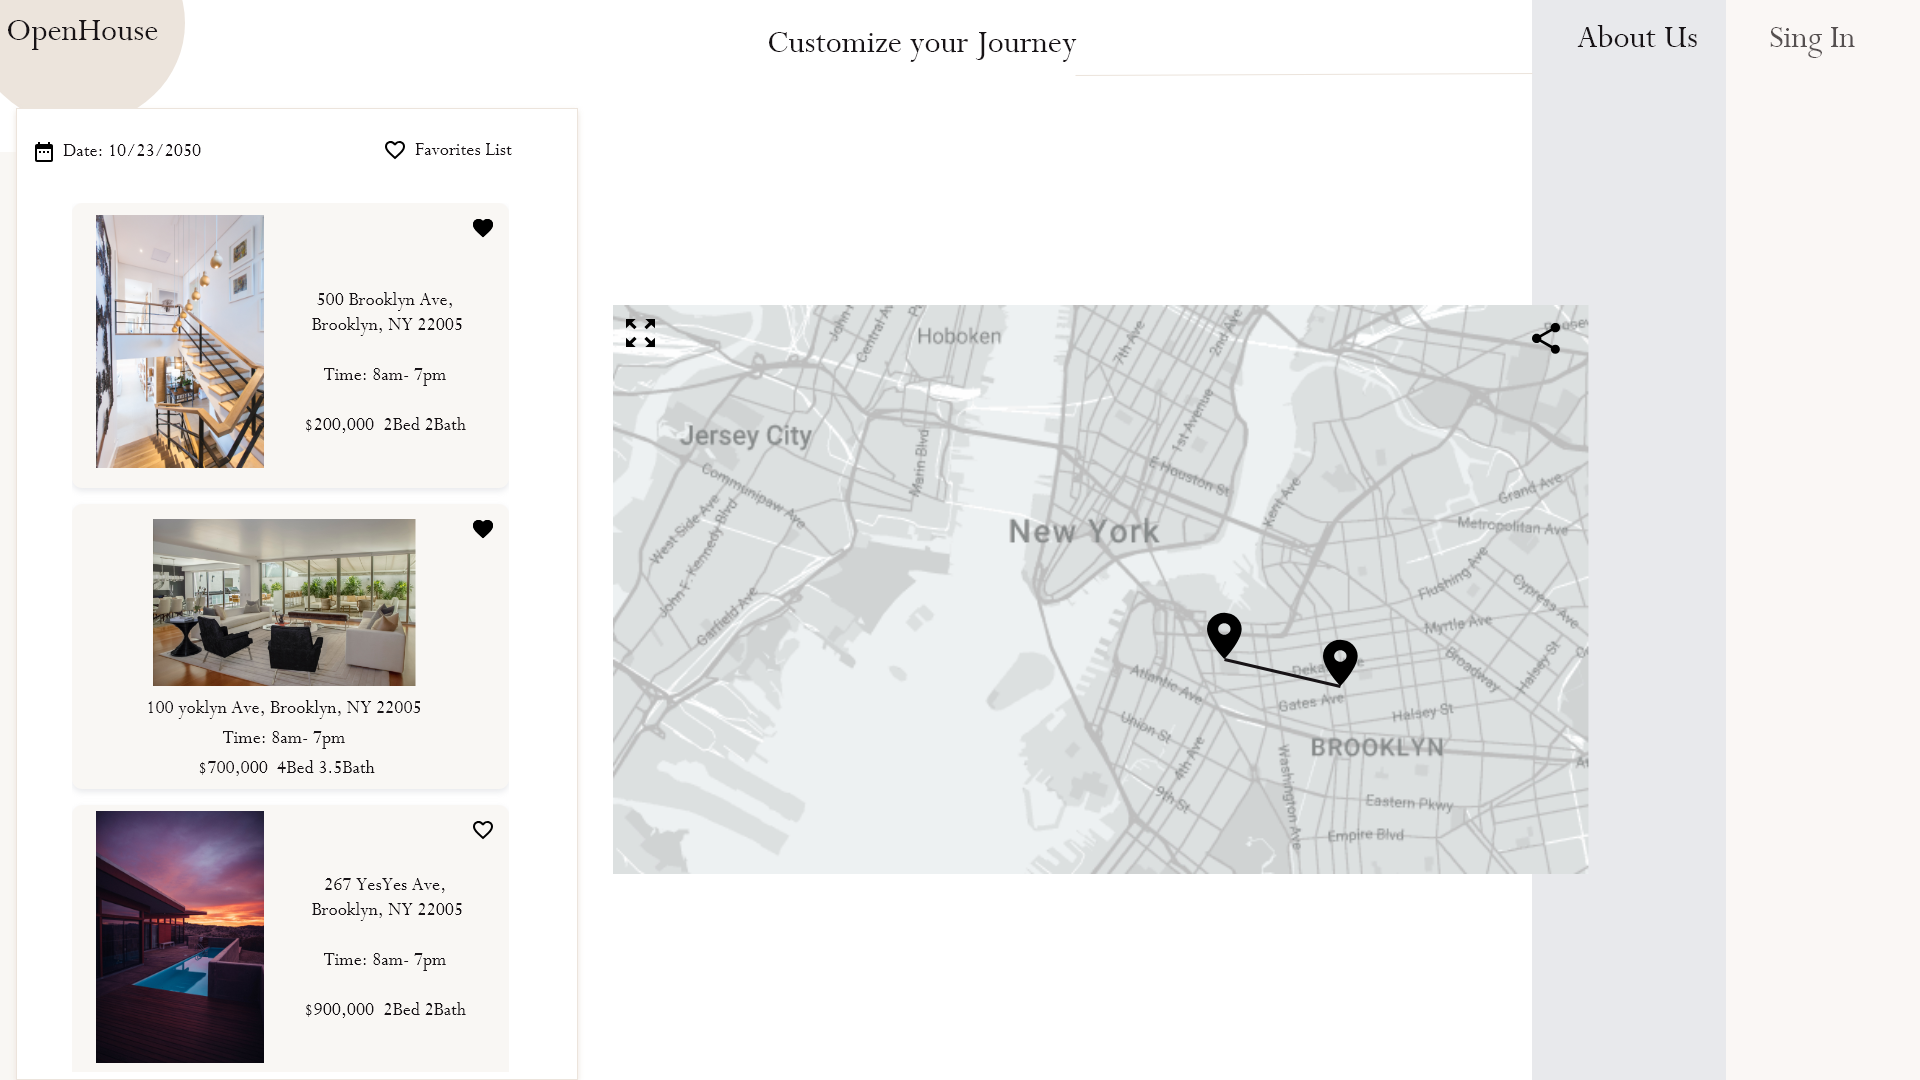 OpenHouse
Customize your Journey
About Us
Sing In
Date: 10/23/2050
Favorites List
500 Brooklyn Ave,
Brooklyn, NY 22005
Time: 8am- 7pm
$200,000 2Bed 2Bath
100 yoklyn Ave, Brooklyn, NY 22005
Time: 8am- 7pm
$700,000 4Bed 3.5Bath
267 YesYes Ave,
Brooklyn, NY 22005
Time: 8am- 7pm
$900,000 2Bed 2Bath
Hoboken
Central Av
7th Ave
2nd Ave
Jersey City
1st Avenue
Marin Blvd
E Houston St
Communipaw Ave
Kent Ave
Grand Ave
West Side Ave
New York
Metropolitan Ave
John F. Kennedy Blvd
Flushing Ave
Cypress Ave
Garfield Ave
Myrtle Ave
Broadway
Halsey St
Atlantic Ave
Gates Ave
Halsey St
Union St
BROOKLYN
4th Ave
Washington Ave
9th St
Eastern Pkwy
Empire Blvd